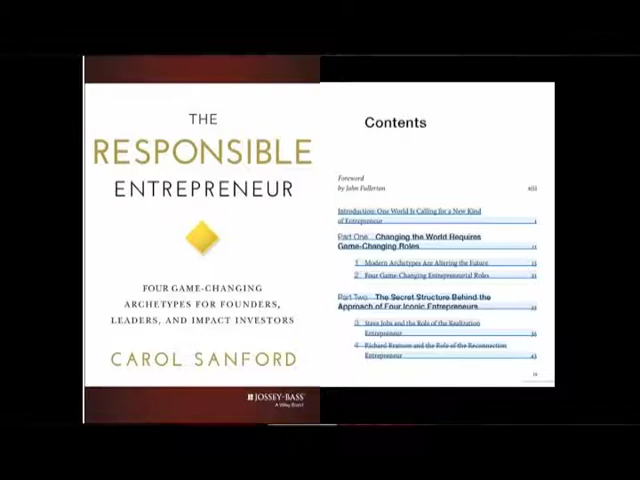 THE
RESPONSIBLE
ENTREPRENEUR
FOUR GAME-CHANGING
ARCHETYPES FOR FOUNDERS,
LEADERS, AND IMPACT INVESTORS
CAROL SANFORD
JOSSEY-BASS
A Wiley Brand
Contents
Foreword
by John Fullerton
Introduction: One World Is Calling for a New Kind
of Entrepreneur
Part One Changing the World Requires
Game-Changing Roles
1 Modern Archetypes Are Altering the Future
2 Four Game-Changing Entrepreneurial Roles
Part Two The Secret Structure Behind the
Approach of Four Iconic Entrepreneurs
3 Steve Jobs and the Role of the Realization
Entrepreneur
4 Richard Branson and the Role of the Reconnection
Entrepreneur